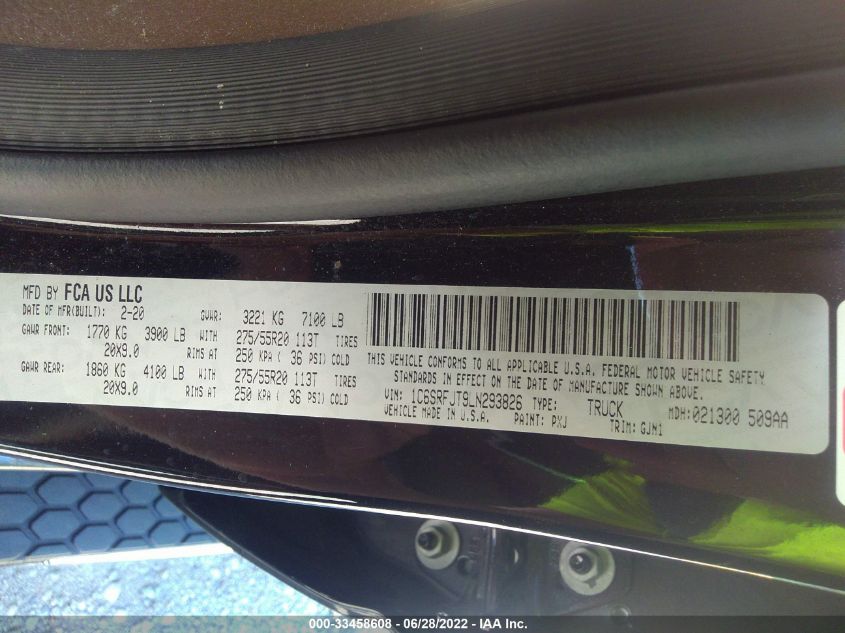 MFD BY FCA US LLC
DATE OF MFR(BUILT): 2-20 GVWR: 3221 KG 7100 LB
GAWR FRONT: 1770 KG 3900 LB WITH 275/55R20 113T TIRES
20X9.0 RIMS AT 250 KPA ( 36 PSI) COLD
GAWR REAR: 1860 KG 4100 LB WITH 275/55R20 113T TIRES
20X9.0 RIMS AT 250 KPA ( 36 PSI) COLD
THIS VEHICLE CONFORMS TO ALL APPLICABLE U.S.A. FEDERAL MOTOR VEHICLE SAFETY
STANDARDS IN EFFECT ON THE DATE OF MANUFACTURE SHOWN ABOVE.
VIN: 1C6SRFJT9LN293826 TYPE: TRUCK MDH:021300 509AA
VEHICLE MADE IN U.S.A. PAINT: PXJ TRIM: GJN1
000-33458608 - 06/28/2022 - IAA Inc.